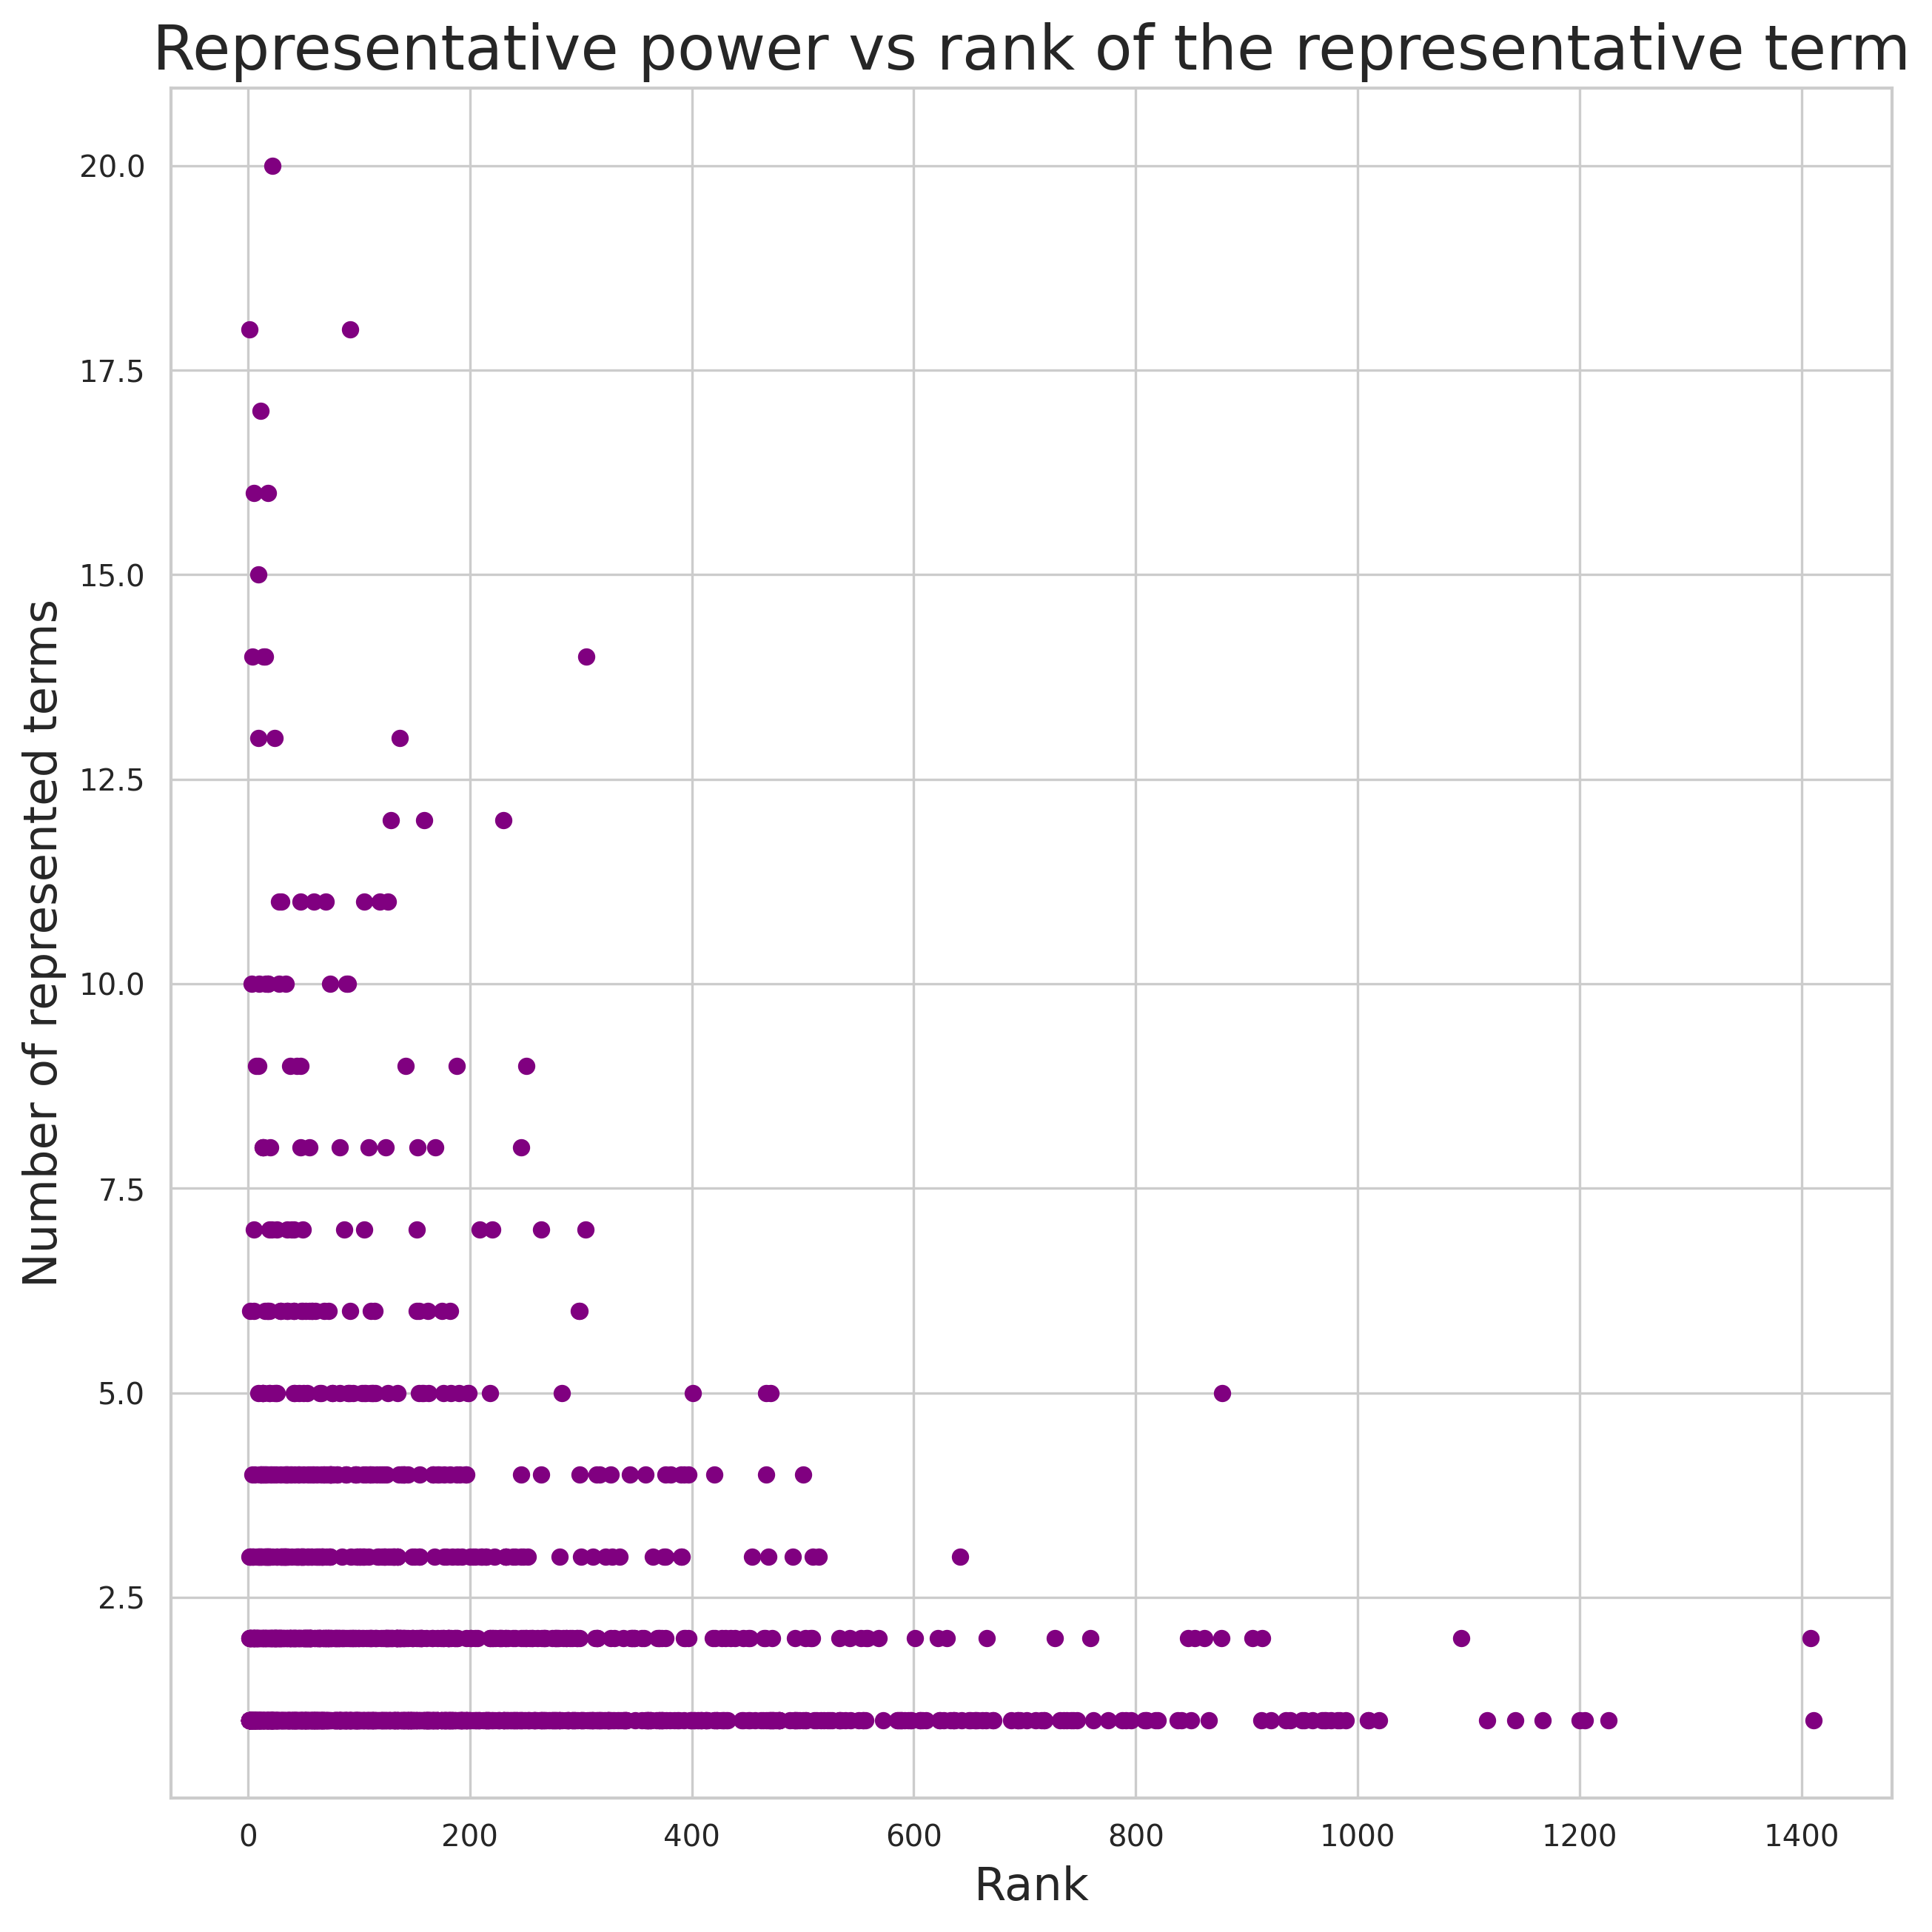 Representative power vs rank of the representative term
20.0
17.5
15.0
12.5
10.0
7.5
5.0
2.5
Number of represented terms
0 200 400 600 800 1000 1200 1400
Rank